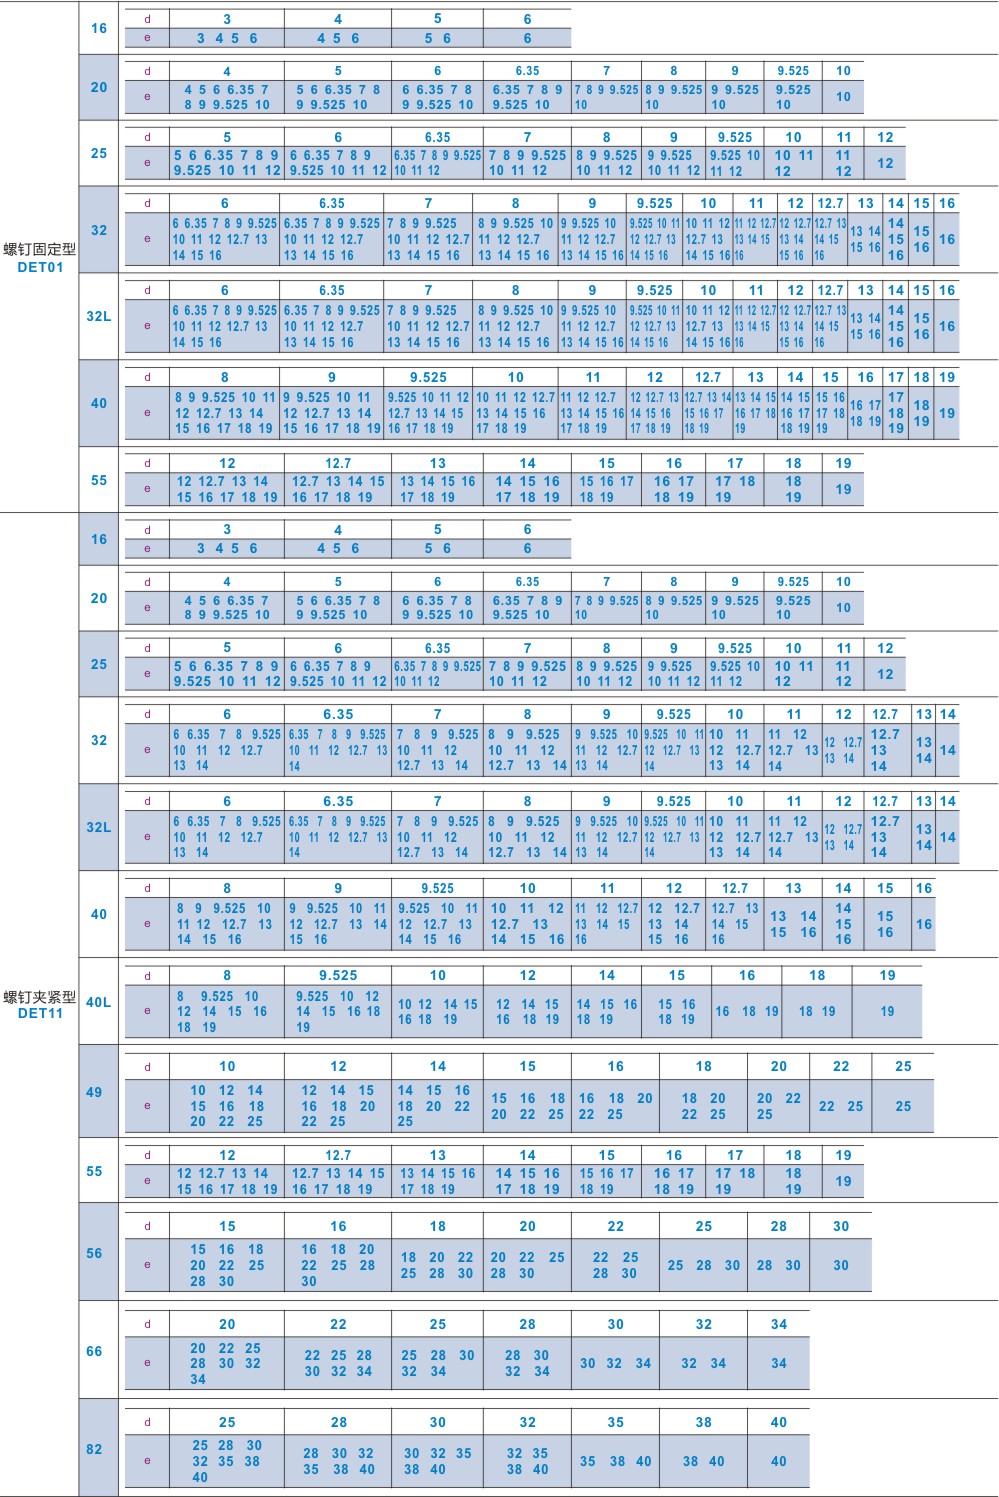 螺钉固定型
DET01
16
d 3 4 5 6
e 3 4 5 6 4 5 6 5 6 6
20
d 4 5 6 6.35 7 8 9 9.525 10
e 4 5 6 6.35 7 5 6 6.35 7 8 6 6.35 7 8 6.35 7 8 9 7 8 9 9.525 8 9 9.525 9 9.525 9.525 10
8 9 9.525 10 9 9.525 10 9 9.525 10 9.525 10 10 10 10 10
25
d 5 6 6.35 7 8 9 9.525 10 11 12
e 5 6 6.35 7 8 9 6 6.35 7 8 9 6.35 7 8 9 9.525 7 8 9 9.525 8 9 9.525 9 9.525 9.525 10 10 11 11 12
9.525 10 11 12 9.525 10 11 12 10 11 12 10 11 12 10 11 12 10 11 12 11 12 12 12
32
d 6 6.35 7 8 9 9.525 10 11 12 12.7 13 14 15 16
6 6.35 7 8 9 9.525 6.35 7 8 9 9.525 7 8 9 9.525 8 9 9.525 10 9 9.525 10 9.525 10 11 10 11 12 11 12 12.7 12 12.7 12.7 13 13 14 14 15 16
e 10 11 12 12.7 13 10 11 12 12.7 10 11 12 12.7 11 12 12.7 11 12 12.7 12 12.7 13 12.7 13 13 14 15 13 14 14 15 15 16 15 16
14 15 16 13 14 15 16 13 14 15 16 13 14 15 16 13 14 15 16 14 15 16 14 15 16 16 15 16 16 16
32L
d 6 6.35 7 8 9 9.525 10 11 12 12.7 13 14 15 16
6 6.35 7 8 9 9.525 6.35 7 8 9 9.525 7 8 9 9.525 8 9 9.525 10 9 9.525 10 9.525 10 11 10 11 12 11 12 12.7 12 12.7 12.7 13 13 14 14 15 16
e 10 11 12 12.7 13 10 11 12 12.7 10 11 12 12.7 11 12 12.7 11 12 12.7 12 12.7 13 12.7 13 13 14 15 13 14 14 15 15 16 15 16
14 15 16 13 14 15 16 13 14 15 16 13 14 15 16 13 14 15 16 14 15 16 14 15 16 16 15 16 16 16
40
d 8 9 9.525 10 11 12 12.7 13 14 15 16 17 18 19
8 9 9.525 10 11 9 9.525 10 11 9.525 10 11 12 10 11 12 12.7 11 12 12.7 12 12.7 13 12.7 13 14 13 14 15 14 15 15 16 16 17 17 18 19
e 12 12.7 13 14 12 12.7 13 14 12.7 13 14 15 13 14 15 16 13 14 15 16 14 15 16 15 16 17 16 17 18 16 17 17 18 18 19 18 19
15 16 17 18 19 15 16 17 18 19 16 17 18 19 17 18 19 17 18 19 17 18 19 18 19 19 18 19 19 19
55
d 12 12.7 13 14 15 16 17 18 19
e 12 12.7 13 14 12.7 13 14 15 13 14 15 16 14 15 16 15 16 17 16 17 17 18 18 19
15 16 17 18 19 16 17 18 19 17 18 19 17 18 19 18 19 18 19 19 19
螺钉夹紧型
DET11
16
d 3 4 5 6
e 3 4 5 6 4 5 6 5 6 6
20
d 4 5 6 6.35 7 8 9 9.525 10
e 4 5 6 6.35 7 5 6 6.35 7 8 6 6.35 7 8 6.35 7 8 9 7 8 9 9.525 8 9 9.525 9 9.525 9.525 10
8 9 9.525 10 9 9.525 10 9 9.525 10 9.525 10 10 10 10 10
25
d 5 6 6.35 7 8 9 9.525 10 11 12
e 5 6 6.35 7 8 9 6 6.35 7 8 9 6.35 7 8 9 9.525 7 8 9 9.525 8 9 9.525 9 9.525 9.525 10 10 11 11 12
9.525 10 11 12 9.525 10 11 12 10 11 12 10 11 12 10 11 12 10 11 12 11 12 12 12
32
d 6 6.35 7 8 9 9.525 10 11 12 12.7 13 14
6 6.35 7 8 9.525 6.35 7 8 9 9.525 7 8 9 9.525 8 9 9.525 9 9.525 10 9.525 10 11 10 11 11 12 12 12.7 12.7 13 14
e 10 11 12 12.7 10 11 12 12.7 13 10 11 12 10 11 12 11 12 12.7 12 12.7 13 12 12.7 12.7 13 13 14 13 14
13 14 14 12.7 13 14 12.7 13 14 13 14 14 13 14 14 14
32L
d 6 6.35 7 8 9 9.525 10 11 12 12.7 13 14
6 6.35 7 8 9.525 6.35 7 8 9 9.525 7 8 9 9.525 8 9 9.525 9 9.525 10 9.525 10 11 10 11 11 12 12 12.7 12.7 13 14
e 10 11 12 12.7 10 11 12 12.7 13 10 11 12 10 11 12 11 12 12.7 12 12.7 13 12 12.7 12.7 13 13 14 13 14
13 14 14 12.7 13 14 12.7 13 14 13 14 14 13 14 14 14
40
d 8 9 9.525 10 11 12 12.7 13 14 15 16
8 9 9.525 10 9 9.525 10 11 9.525 10 11 10 11 12 11 12 12.7 12 12.7 12.7 13 13 14 14 15 16
e 11 12 12.7 13 12 12.7 13 14 12 12.7 13 12.7 13 13 14 15 13 14 14 15 15 16 15 16
14 15 16 15 16 14 15 16 14 15 16 16 15 16 16 16
40L
d 8 9.525 10 12 14 15 16 18 19
8 9.525 10 9.525 10 12 10 12 14 15 12 14 15 14 15 16 15 16 16 18 19 18 19 19
e 12 14 15 16 14 15 16 18 16 18 19 16 18 19 18 19 18 19
18 19 19
49
d 10 12 14 15 16 18 20 22 25
10 12 14 12 14 15 14 15 16 15 16 18 16 18 20 18 20 20 22 22 25 25
e 15 16 18 16 18 20 18 20 22 20 22 25 22 25 22 25 25
20 22 25 22 25 25
55
d 12 12.7 13 14 15 16 17 18 19
e 12 12.7 13 14 12.7 13 14 15 13 14 15 16 14 15 16 15 16 17 16 17 17 18 18 19
15 16 17 18 19 16 17 18 19 17 18 19 17 18 19 18 19 18 19 19 19
56
d 15 16 18 20 22 25 28 30
15 16 18 16 18 20 18 20 22 20 22 25 22 25 25 28 30 28 30 30
e 20 22 25 22 25 28 25 28 30 28 30 28 30
28 30 30
66
d 20 22 25 28 30 32 34
20 22 25 22 25 28 25 28 30 28 30 30 32 34 32 34 34
e 28 30 32 30 32 34 32 34 32 34
34
82
d 25 28 30 32 35 38 40
25 28 30 28 30 32 30 32 35 32 35 35 38 40 38 40 40
e 32 35 38 35 38 40 38 40 38 40
40